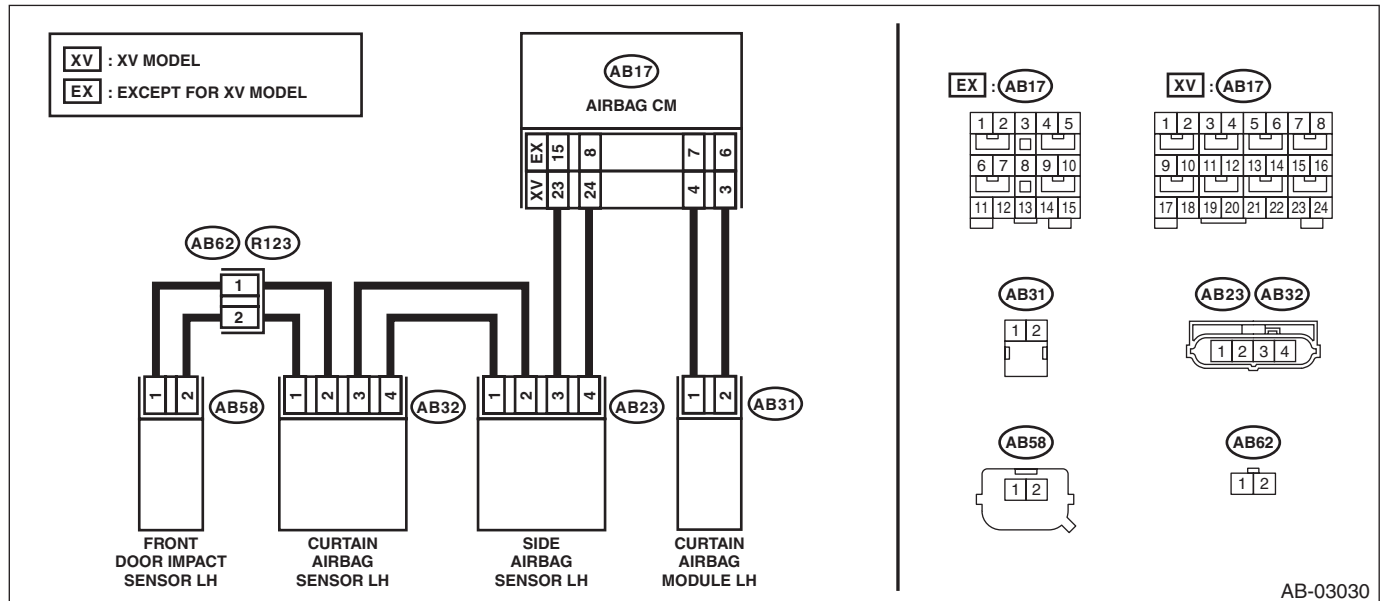 XV : XV MODEL
EX : EXCEPT FOR XV MODEL
AB17
AIRBAG CM
EX 15 8 7 6
XV 23 24 4 3
AB62 R123
1
2
1 2
AB58
1 2 3 4
AB32
1 2 3 4
AB23
1 2
AB31
FRONT
DOOR IMPACT
SENSOR LH
CURTAIN
AIRBAG
SENSOR LH
SIDE
AIRBAG
SENSOR LH
CURTAIN
AIRBAG
MODULE LH
EX : AB17
1 2 3 4 5
6 7 8 9 10
11 12 13 14 15
XV : AB17
1 2 3 4 5 6 7 8
9 10 11 12 13 14 15 16
17 18 19 20 21 22 23 24
AB31
1 2
AB23 AB32
1 2 3 4
AB58
1 2
AB62
1 2
AB-03030